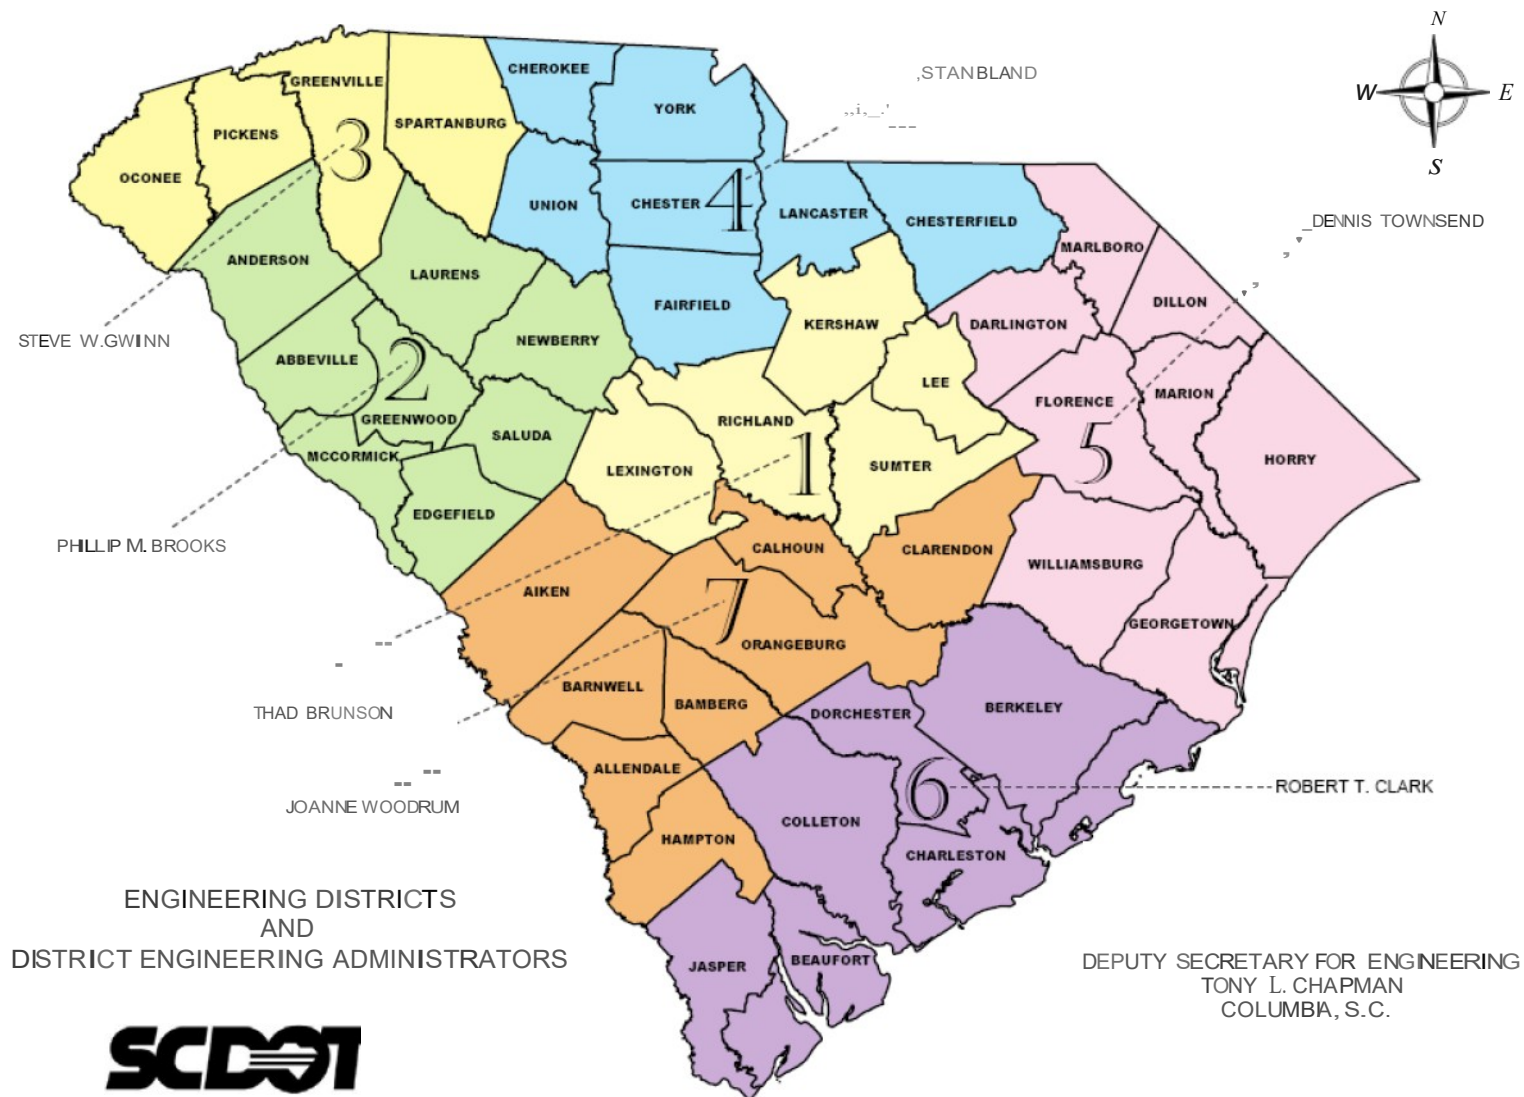 N
,STANBLAND
CHEROKEE
GREENVILLE
W
E
YORK
SPARTANBURG
PICKENS
3
S
OCONEE
4
UNION
CHESTER
LANCASTER
CHESTERFIELD
_DENNIS TOWNSEND
MARLBORO
ANDERSON
LAURENS
DILLON
FAIRFIELD
KERSHAW
DARLINGTON
STEVE W.GWINN
NEWBERRY
ABBEVILLE
2
LEE
MARION
FLORENCE
GREENWOOD
RICHLAND
SALUDA
5
MCCORMICK
HORRY
LEXINGTON
1
SUMTER
EDGEFIELD
PHILLIP M. BROOKS
CALHOUN
CLARENDON
WILLIAMSBURG
AIKEN
7
GEORGETOWN
ORANGEBURG
BARNWELL
BAMBERG
THAD BRUNSON
DORCHESTER
BERKELEY
ALLENDALE
6
ROBERT T. CLARK
JOANNE WOODRUM
COLLETON
HAMPTON
CHARLESTON
ENGINEERING DISTRICTS
AND
DISTRICT ENGINEERING ADMINISTRATORS
JASPER
BEAUFORT
DEPUTY SECRETARY FOR ENGINEERING
TONY L. CHAPMAN
COLUMBIA, S.C.
SCDOT